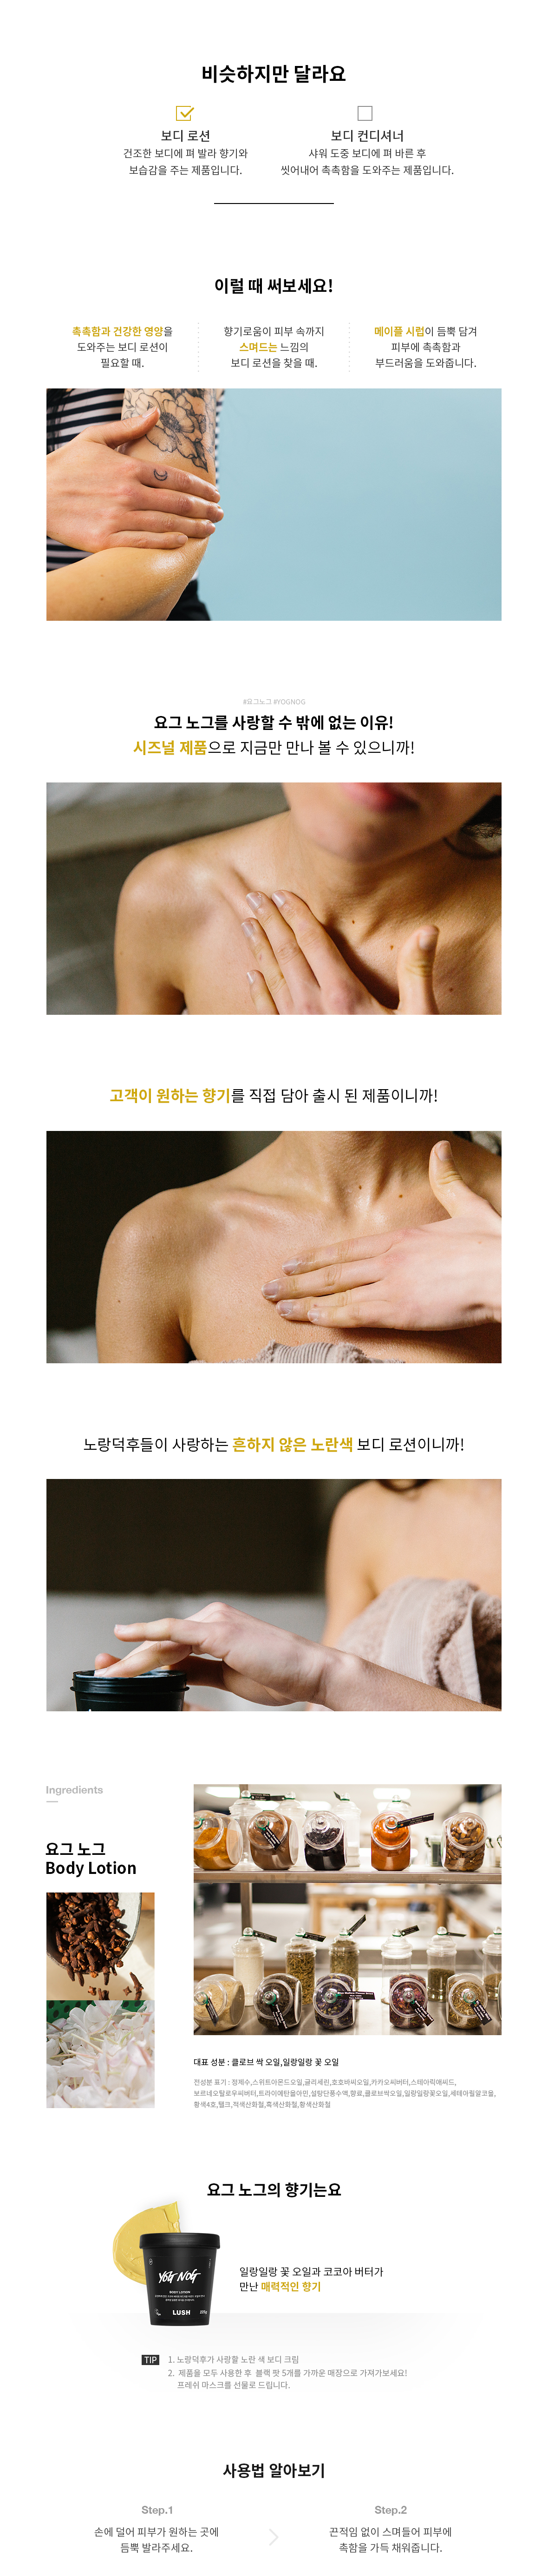 비슷하지만 달라요
보디 로션
건조한 보디에 펴 발라 향기와
보습감을 주는 제품입니다.
보디 컨디셔너
샤워 도중 보디에 펴 바른 후
씻어내어 촉촉함을 도와주는 제품입니다.
이럴 때 써보세요!
촉촉함과 건강한 영양을
도와주는 보디 로션이
필요할 때.
향기로움이 피부 속까지
스며드는 느낌의
보디 로션을 찾을 때.
메이플 시럽이 듬뿍 담겨
피부에 촉촉함과
부드러움을 도와줍니다.
#요그노그 #YOGNOG
요그 노그를 사랑할 수 밖에 없는 이유!
시즈널 제품으로 지금만 만나 볼 수 있으니까!
고객이 원하는 향기를 직접 담아 출시 된 제품이니까!
노랑덕후들이 사랑하는 흔하지 않은 노란색 보디 로션이니까!
Ingredients
요그 노그
Body Lotion
대표 성분 : 클로브 싹 오일,일랑일랑 꽃 오일
전성분 표기 : 정제수,스위트아몬드오일,글리세린,호호바씨오일,카카오씨버터,스테아릭애씨드,
보르네오탈로우씨버터,트라이에탄올아민,설탕단풍수액,향료,클로브싹오일,일랑일랑꽃오일,세테아릴알코올,
황색4호,탤크,적색산화철,흑색산화철,황색산화철
요그 노그의 향기는요
YOG NOG
BODY LOTION
LUSH
225g
일랑일랑 꽃 오일과 코코아 버터가
만난 매력적인 향기
TIP 1. 노랑덕후가 사랑할 노란 색 보디 크림
2. 제품을 모두 사용한 후 블랙 팟 5개를 가까운 매장으로 가져가보세요!
프레쉬 마스크를 선물로 드립니다.
사용법 알아보기
Step.1
손에 덜어 피부가 원하는 곳에
듬뿍 발라주세요.
Step.2
끈적임 없이 스며들어 피부에
촉함을 가득 채워줍니다.